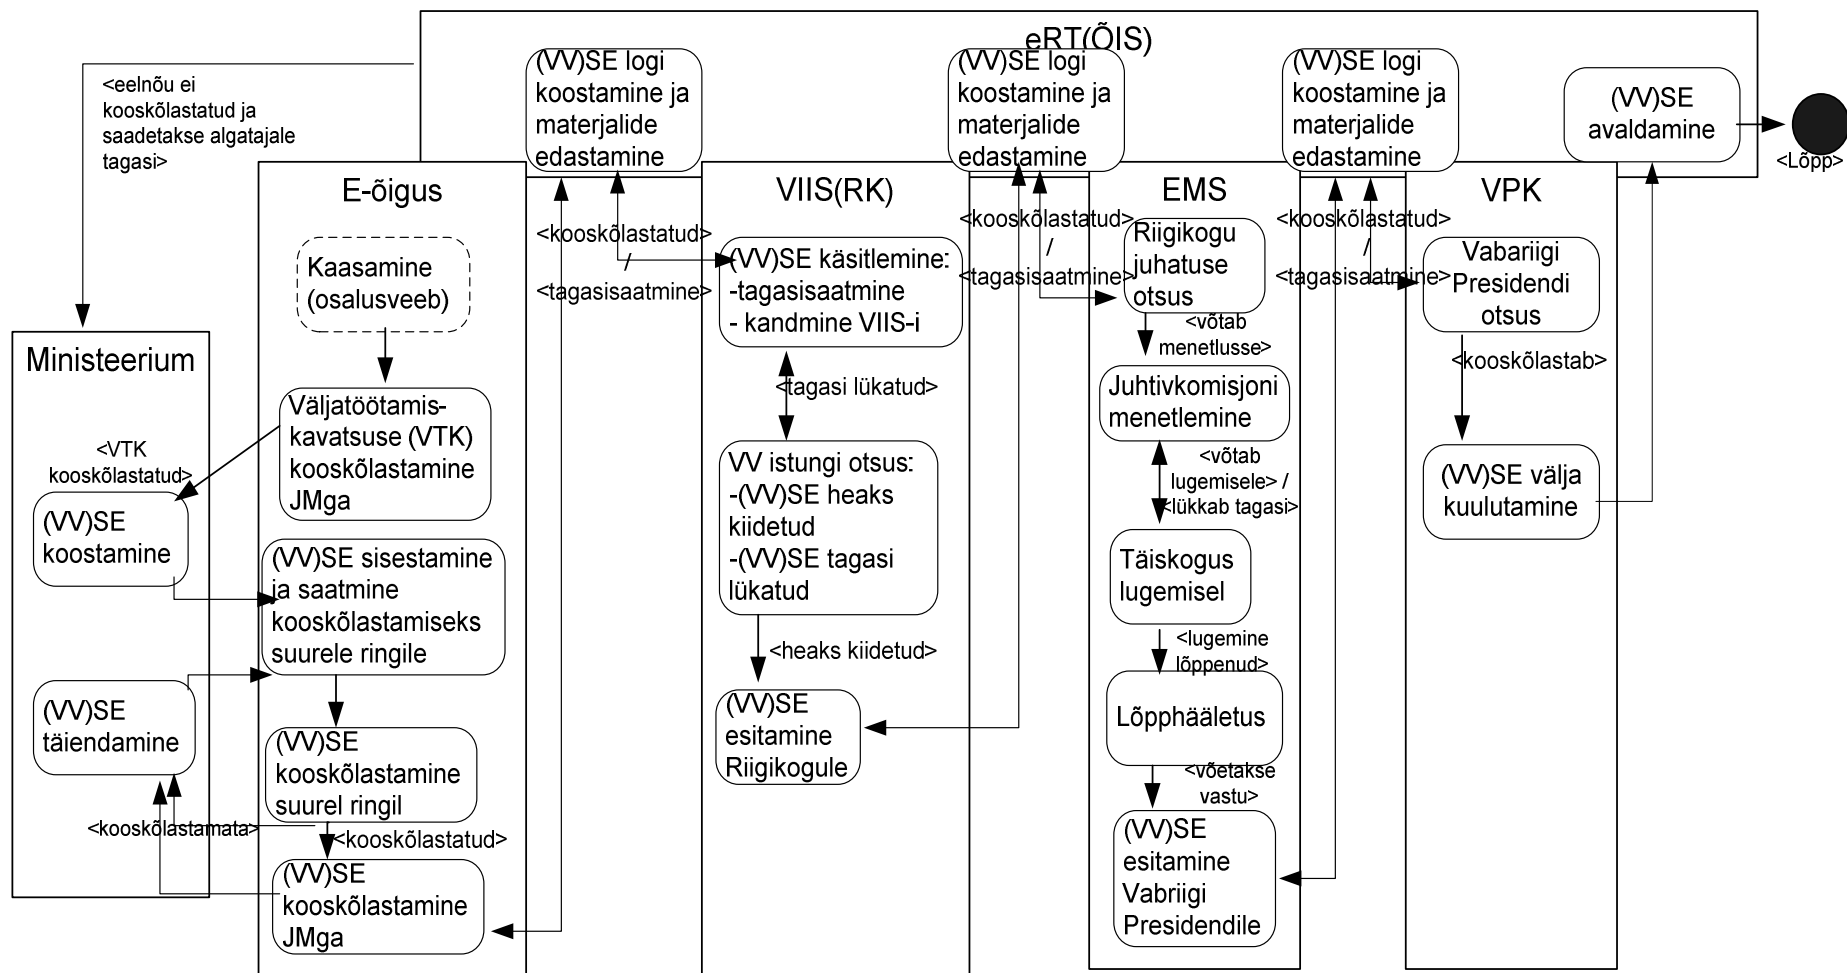 eRT(ÕIS)
<eelnõu ei
kooskõlastatud ja
saadetakse algatajale
tagasi>
(VV)SE logi
koostamine ja
materjalide
edastamine
(VV)SE logi
koostamine ja
materjalide
edastamine
(VV)SE logi
koostamine ja
materjalide
edastamine
(VV)SE
avaldamine
<Lõpp>
Ministeerium
<VTK
kooskõlastatud>
(VV)SE
koostamine
(VV)SE
täiendamine
<kooskõlastamata>
E-õigus
Kaasamine
(osalusveeb)
Väljatöötamis-
kavatsuse (VTK)
kooskõlastamine
JMga
(VV)SE sisestamine
ja saatmine
kooskõlastamiseks
suurele ringile
(VV)SE
kooskõlastamine
suurel ringil
<kooskõlastatud>
(VV)SE
kooskõlastamine
JMga
<kooskõlastatud>
/
<tagasisaatmine>
VIIS(RK)
(VV)SE käsitlemine:
-tagasisaatmine
- kandmine VIIS-i
<tagasi lükatud>
VV istungi otsus:
-(VV)SE heaks
kiidetud
-(VV)SE tagasi
lükatud
<heaks kiidetud>
(VV)SE
esitamine
Riigikogule
<kooskõlastatud>
/
<tagasisaatmine>
EMS
Riigikogu
juhatuse
otsus
<võtab
menetlusse>
Juhtivkomisjoni
menetlemine
<võtab
lugemisele> /
<lükkab tagasi>
Täiskogus
lugemisel
<lugemine
lõppenud>
Lõpphääletus
<võetakse
vastu>
(VV)SE
esitamine
Vabriigi
Presidendile
<kooskõlastatud>
/
<tagasisaatmine>
VPK
Vabariigi
Presidendi
otsus
<kooskõlastab>
(VV)SE välja
kuulutamine